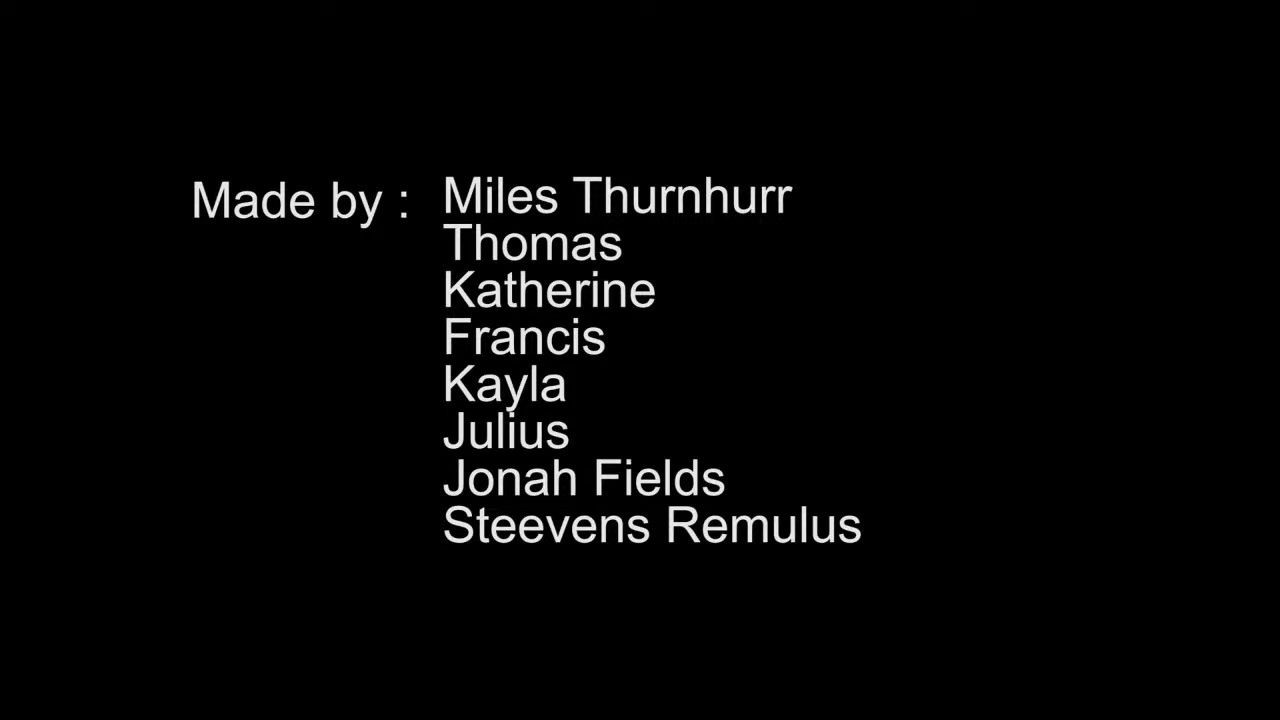 Made by : Miles Thurnhurr
Thomas
Katherine
Francis
Kayla
Julius
Jonah Fields
Steevens Remulus